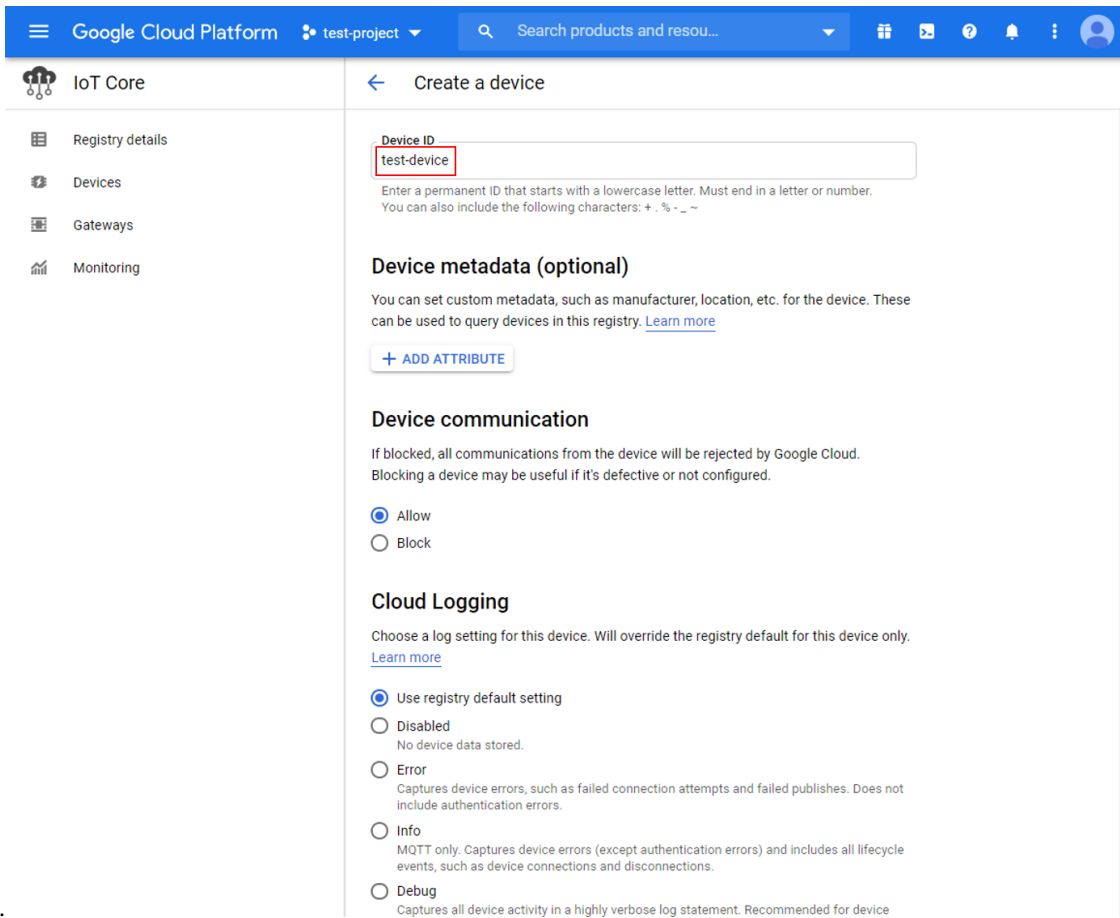 Google Cloud Platform test-project Search products and resou...
IoT Core
Create a device
Registry details
Devices
Gateways
Monitoring
Device ID
test-device
Enter a permanent ID that starts with a lowercase letter. Must end in a letter or number.
You can also include the following characters: + . % - _ ~
Device metadata (optional)
You can set custom metadata, such as manufacturer, location, etc. for the device. These
can be used to query devices in this registry. Learn more
+ ADD ATTRIBUTE
Device communication
If blocked, all communications from the device will be rejected by Google Cloud.
Blocking a device may be useful if it's defective or not configured.
Allow
Block
Cloud Logging
Choose a log setting for this device. Will override the registry default for this device only.
Learn more
Use registry default setting
Disabled
No device data stored.
Error
Captures device errors, such as failed connection attempts and failed publishes. Does not
include authentication errors.
Info
MQTT only. Captures device errors (except authentication errors) and includes all lifecycle
events, such as device connections and disconnections.
Debug
Captures all device activity in a highly verbose log statement. Recommended for device
.